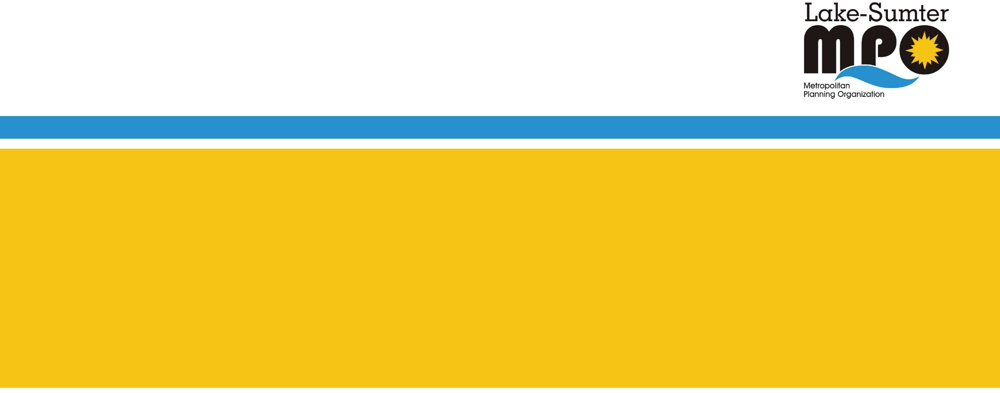 Lake-Sumter
MPO
Metropolitan
Planning Organization